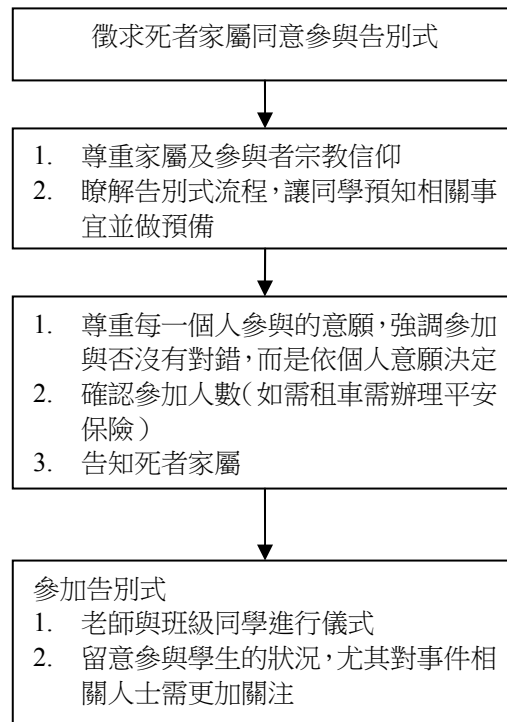 徵求死者家屬同意參與告別式
1. 尊重家屬及參與者宗教信仰
2. 瞭解告別式流程，讓同學預知相關事
宜並做預備
1. 尊重每一個人參與的意願，強調參加
與否沒有對錯，而是依個人意願決定
2. 確認參加人數（如需租車需辦理平安
保險）
3. 告知死者家屬
參加告別式
1. 老師與班級同學進行儀式
2. 留意參與學生的狀況，尤其對事件相
關人士需更加關注